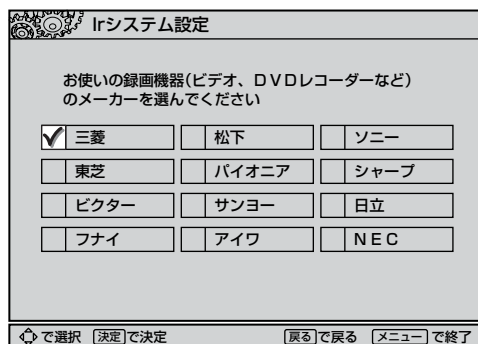 Irシステム設定
お使いの録画機器(ビデオ、DVDレコーダーなど)
のメーカーを選んでください
三菱 松下 ソニー
東芝 パイオニア シャープ
ビクター サンヨー 日立
フナイ アイワ NEC
で選択 決定で決定 戻るで戻る メニューで終了